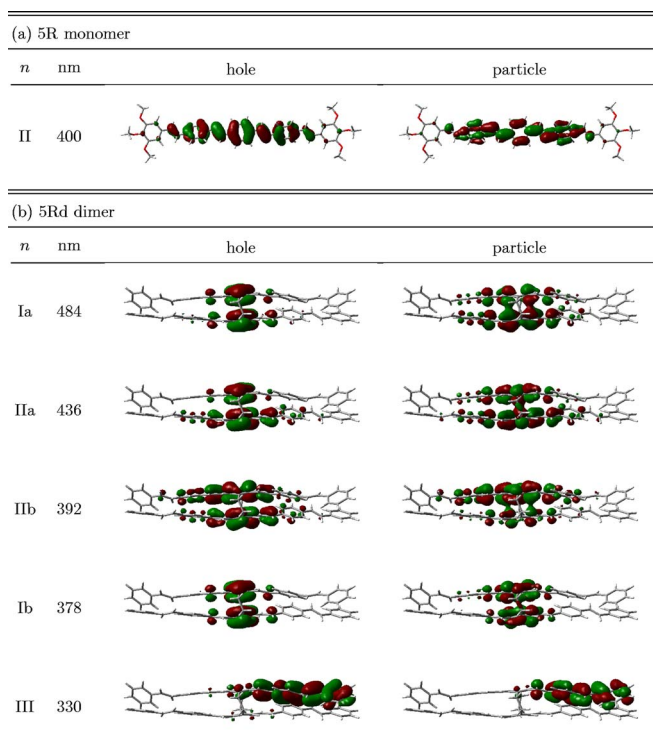 (a) 5R monomer
n nm hole particle
II 400
(b) 5Rd dimer
n nm hole particle
Ia 484
IIa 436
IIb 392
Ib 378
III 330